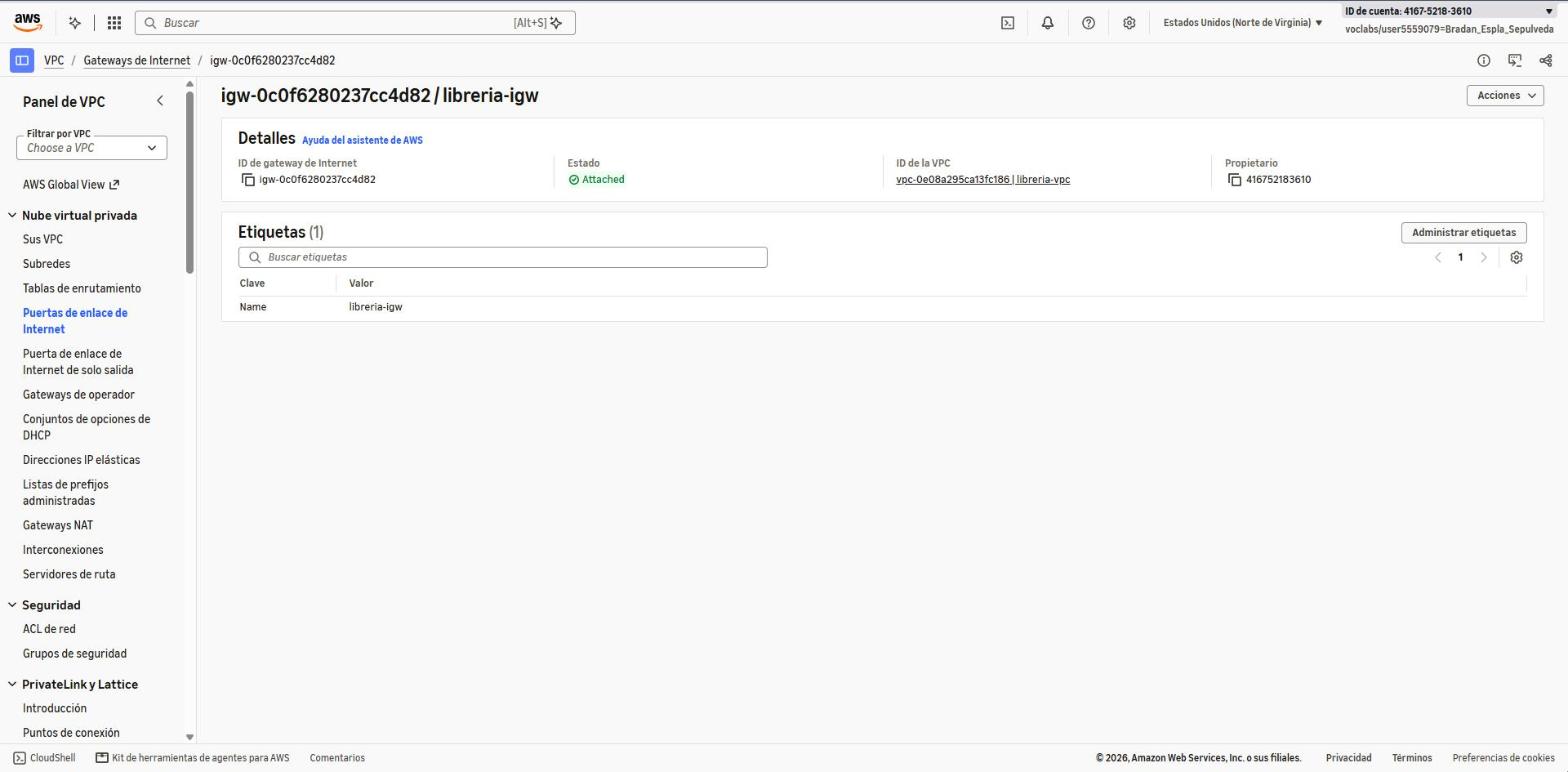 aws
Buscar
[Alt+S]
Estados Unidos (Norte de Virginia)
ID de cuenta: 4167-5218-3610
voclabs/user5559079=Bradan_Espla_Sepulveda
VPC / Gateways de Internet / igw-0c0f6280237cc4d82
Panel de VPC
Filtrar por VPC
Choose a VPC
AWS Global View
Nube virtual privada
Sus VPC
Subredes
Tablas de enrutamiento
Puertas de enlace de
Internet
Puerta de enlace de
Internet de solo salida
Gateways de operador
Conjuntos de opciones de
DHCP
Direcciones IP elásticas
Listas de prefijos
administradas
Gateways NAT
Interconexiones
Servidores de ruta
Seguridad
ACL de red
Grupos de seguridad
PrivateLink y Lattice
Introducción
Puntos de conexión
igw-0c0f6280237cc4d82 / libreria-igw
Acciones
Detalles
Ayuda del asistente de AWS
ID de gateway de Internet
igw-0c0f6280237cc4d82
Estado
Attached
ID de la VPC
vpc-0e08a295ca13fc186 | libreria-vpc
Propietario
416752183610
Etiquetas (1)
Administrar etiquetas
Buscar etiquetas
1
Clave
Valor
Name
libreria-igw
CloudShell
Kit de herramientas de agentes para AWS
Comentarios
© 2026, Amazon Web Services, Inc. o sus filiales.
Privacidad
Términos
Preferencias de cookies